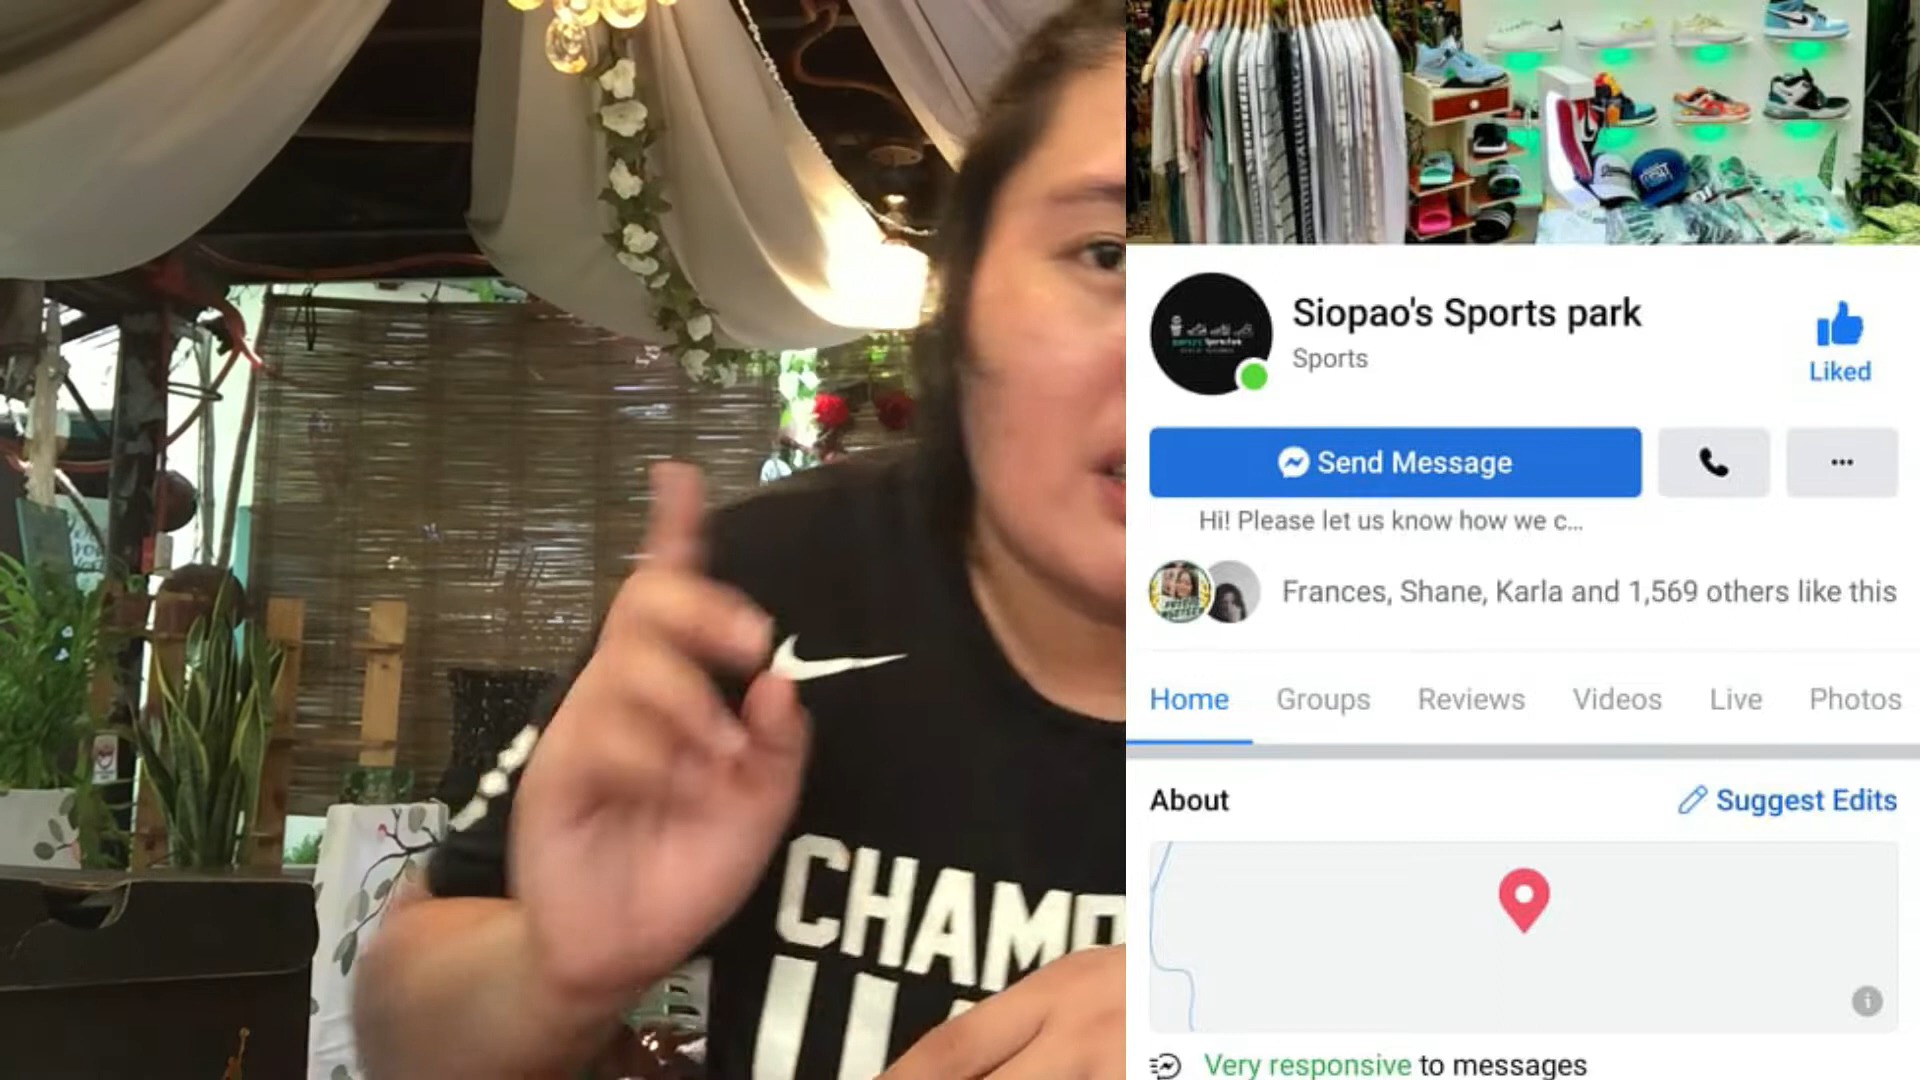 CHAMP
Siopao's Sports park
Sports
Liked
Send Message
Hi! Please let us know how we c...
Frances, Shane, Karla and 1,569 others like this
Home
Groups
Reviews
Videos
Live
Photos
About
Suggest Edits
Very responsive to messages